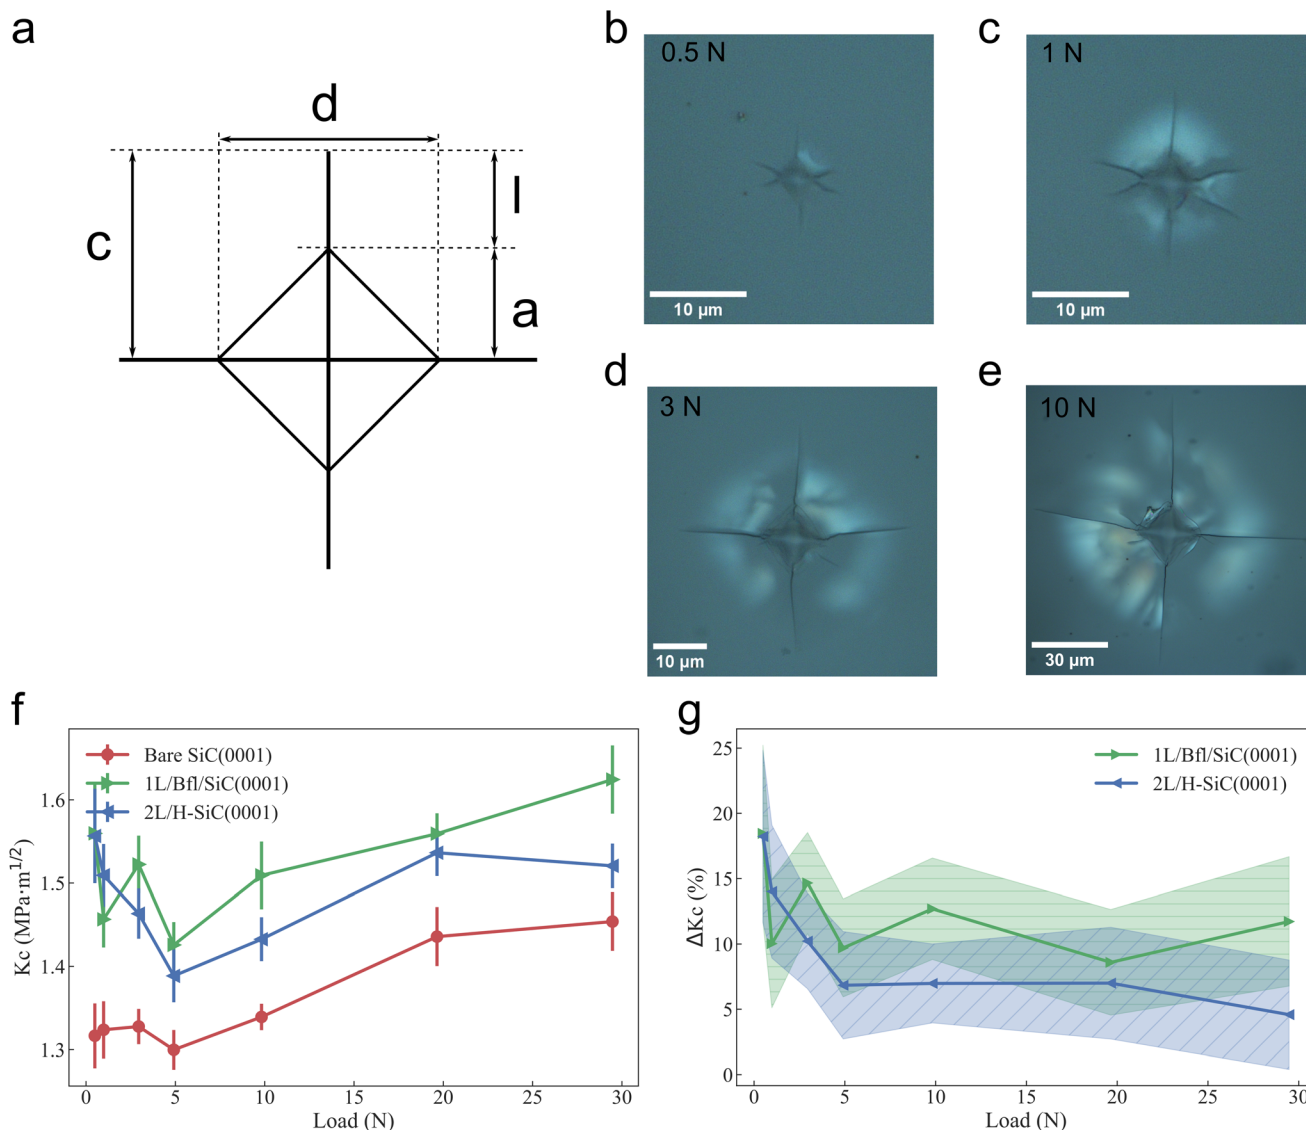 a
d
c
l
a
b
0.5 N
10 µm
c
1 N
10 µm
d
3 N
10 µm
e
10 N
30 µm
f
Bare SiC(0001)
1L/Bfl/SiC(0001)
2L/H-SiC(0001)
Kc (MPa·m^1/2)
1.6
1.5
1.4
1.3
0 5 10 15 20 25 30
Load (N)
g
1L/Bfl/SiC(0001)
2L/H-SiC(0001)
ΔKc (%)
25
20
15
10
5
0
0 5 10 15 20 25 30
Load (N)